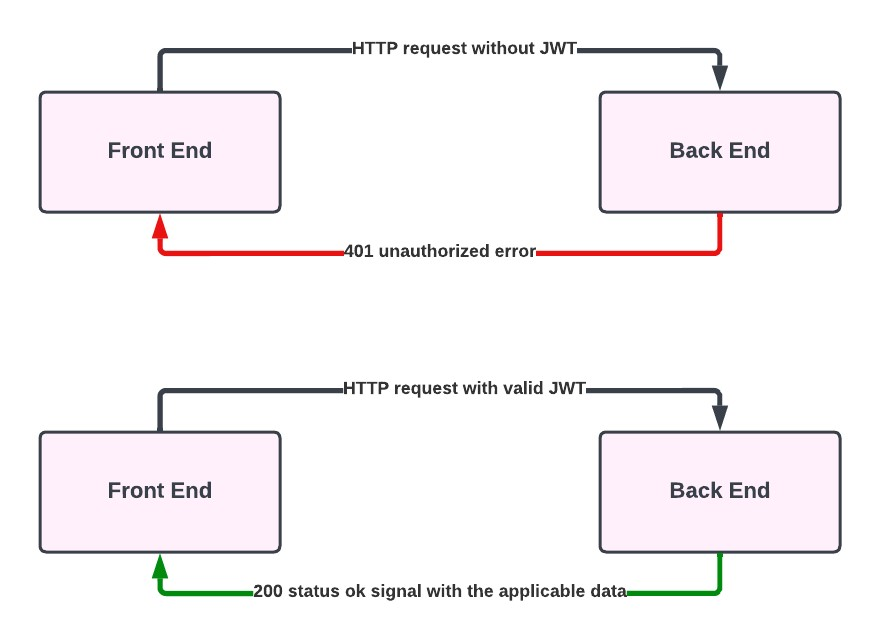 HTTP request without JWT
Front End
Back End
401 unauthorized error
HTTP request with valid JWT
Front End
Back End
200 status ok signal with the applicable data